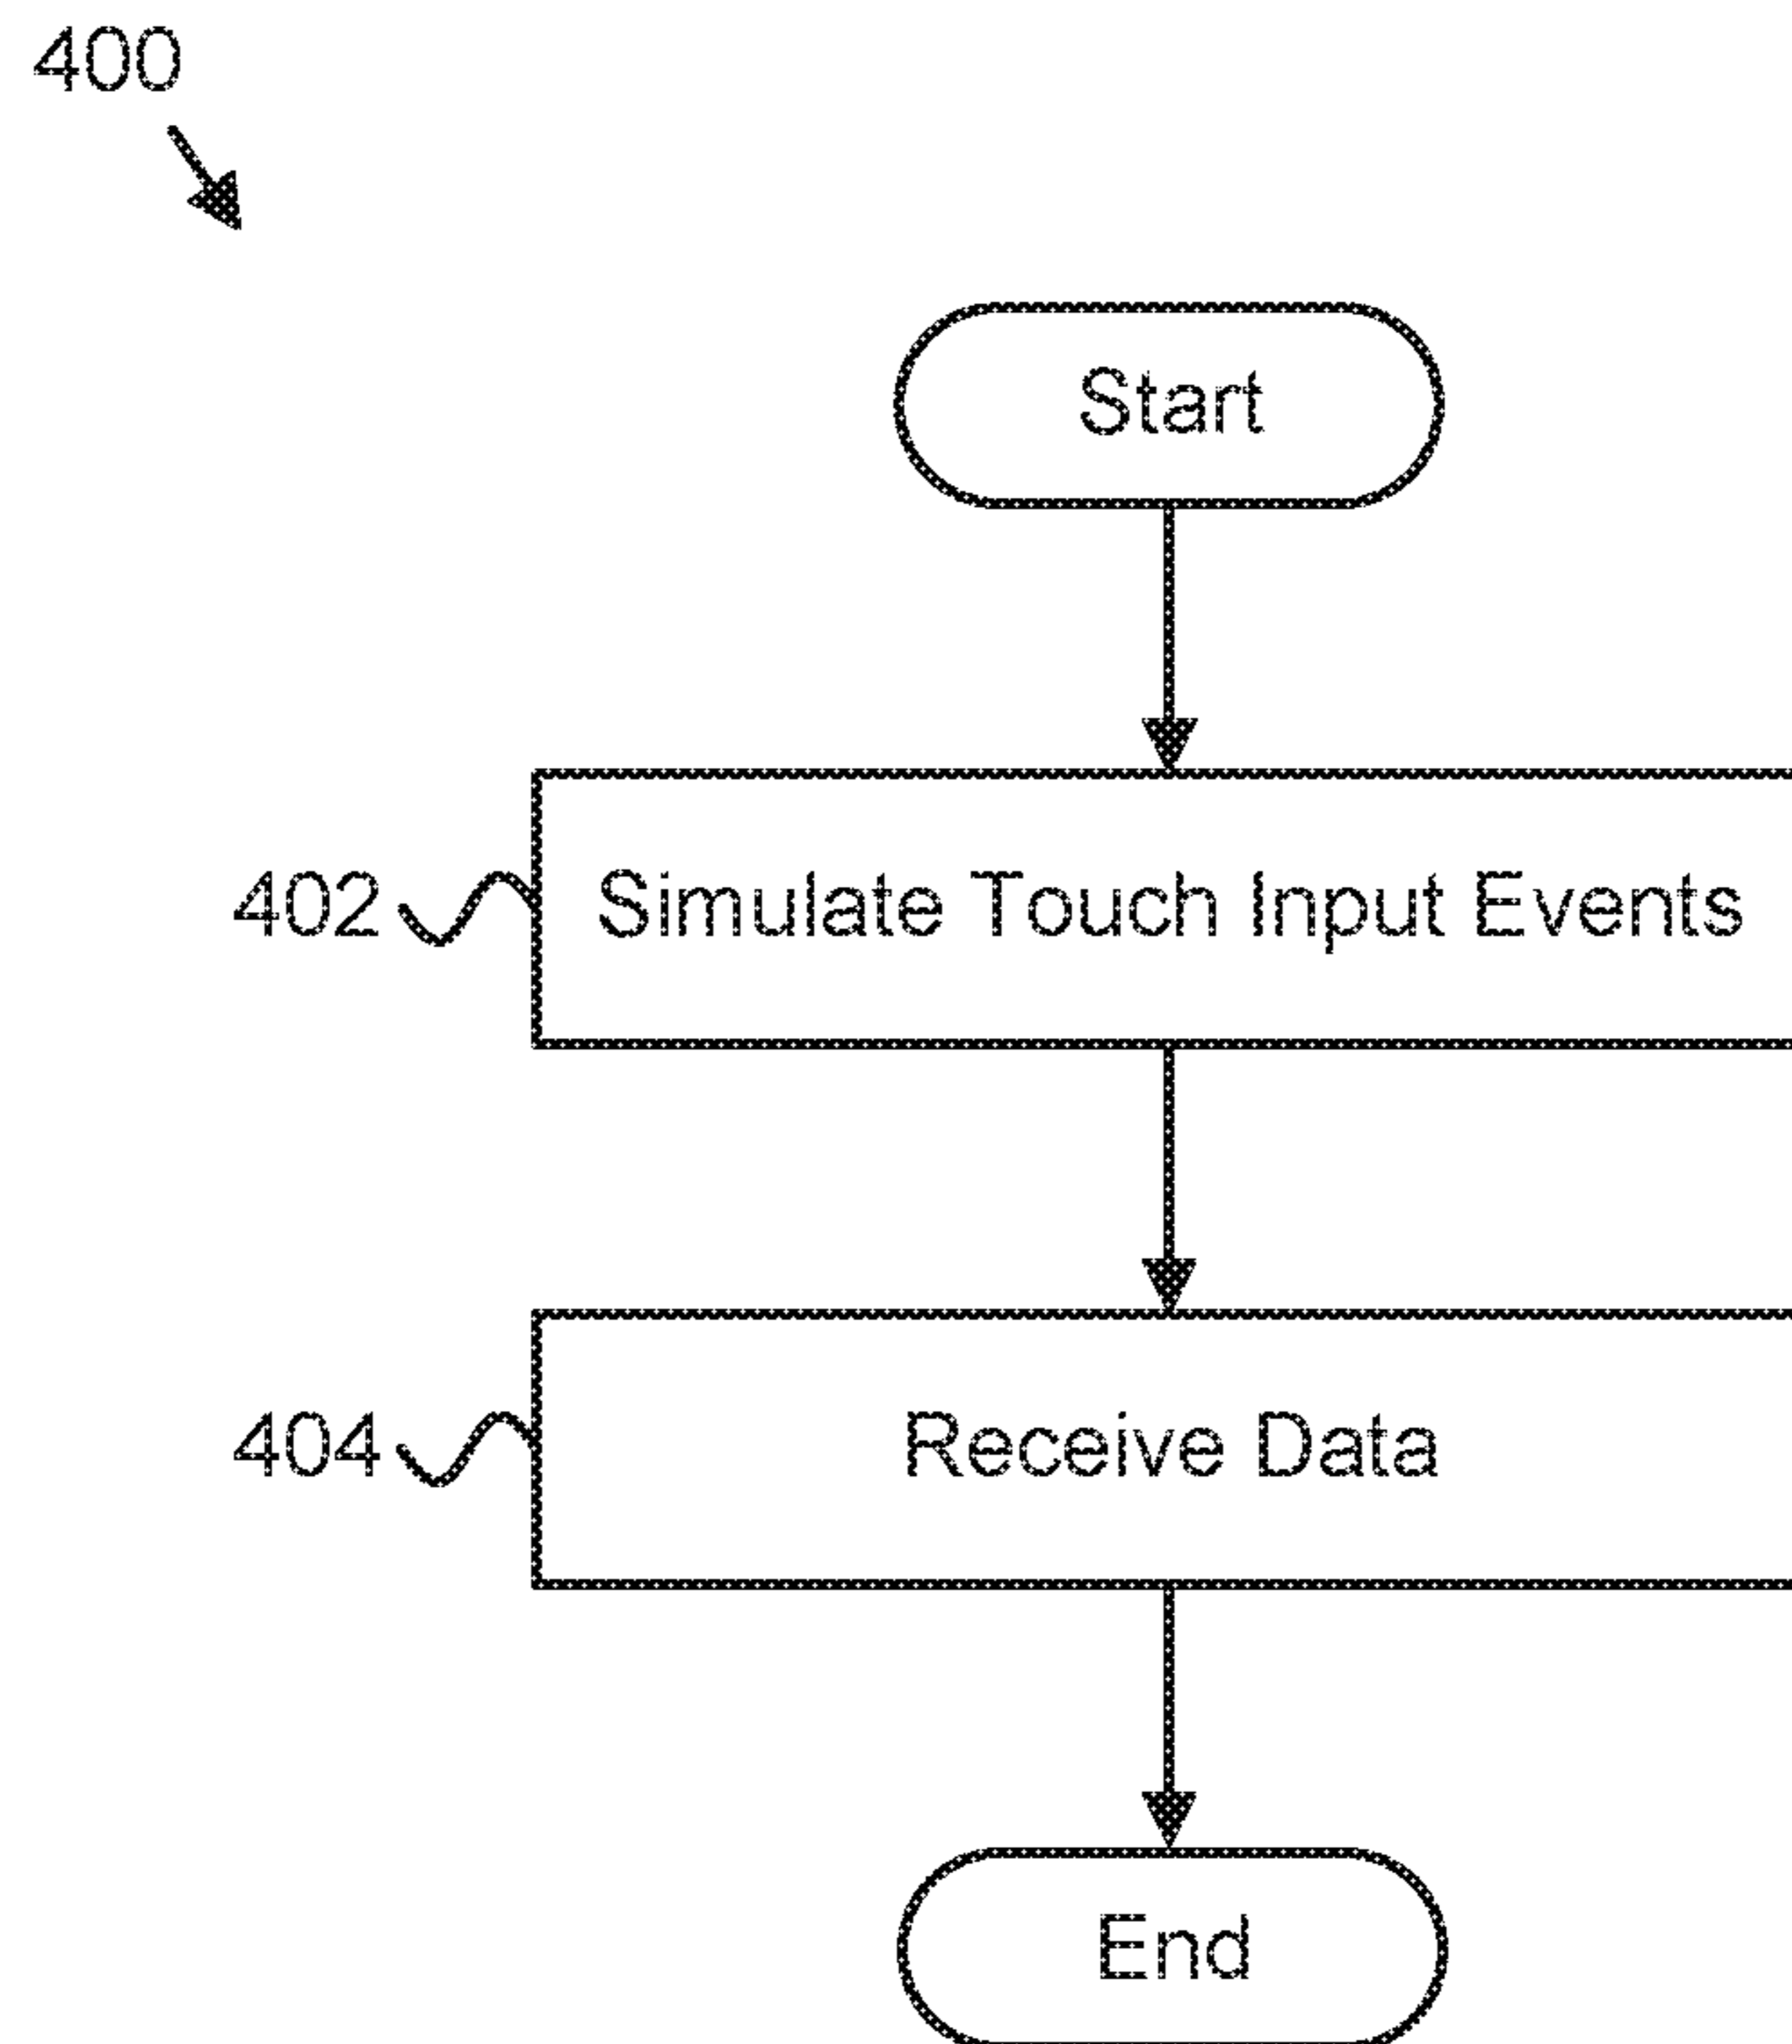 400
Start
402 Simulate Touch Input Events
404 Receive Data
End